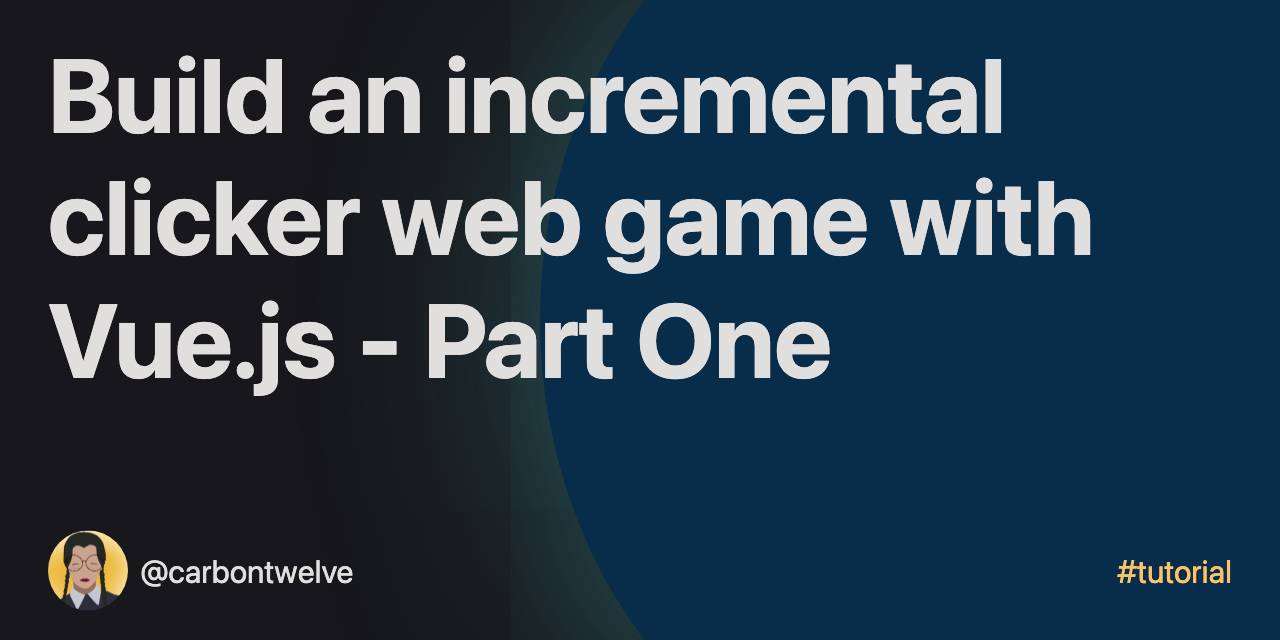 Build an incremental
clicker web game with
Vue.js - Part One
@carbontwelve
#tutorial